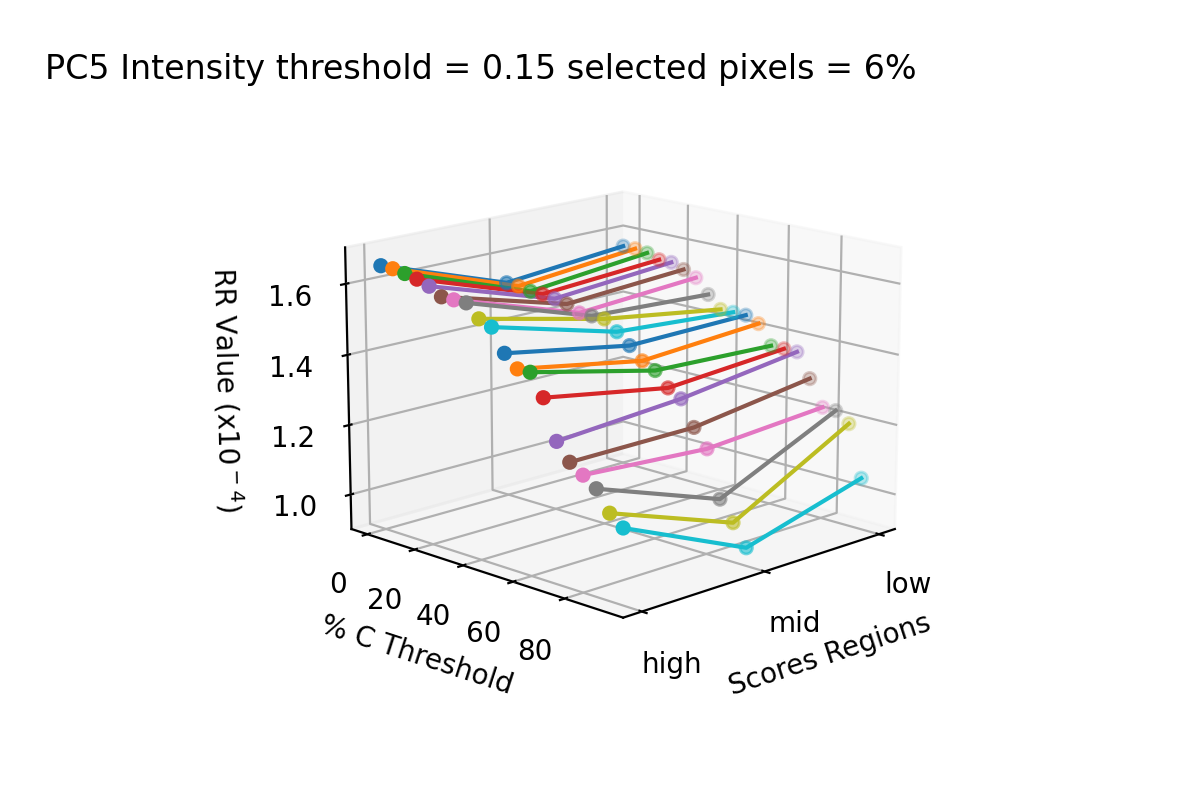 PC5 Intensity threshold = 0.15 selected pixels = 6%
RR Value (x10⁻⁴)
1.6
1.4
1.2
1.0
0
20
40
60
80
% C Threshold
high
mid
low
Scores Regions